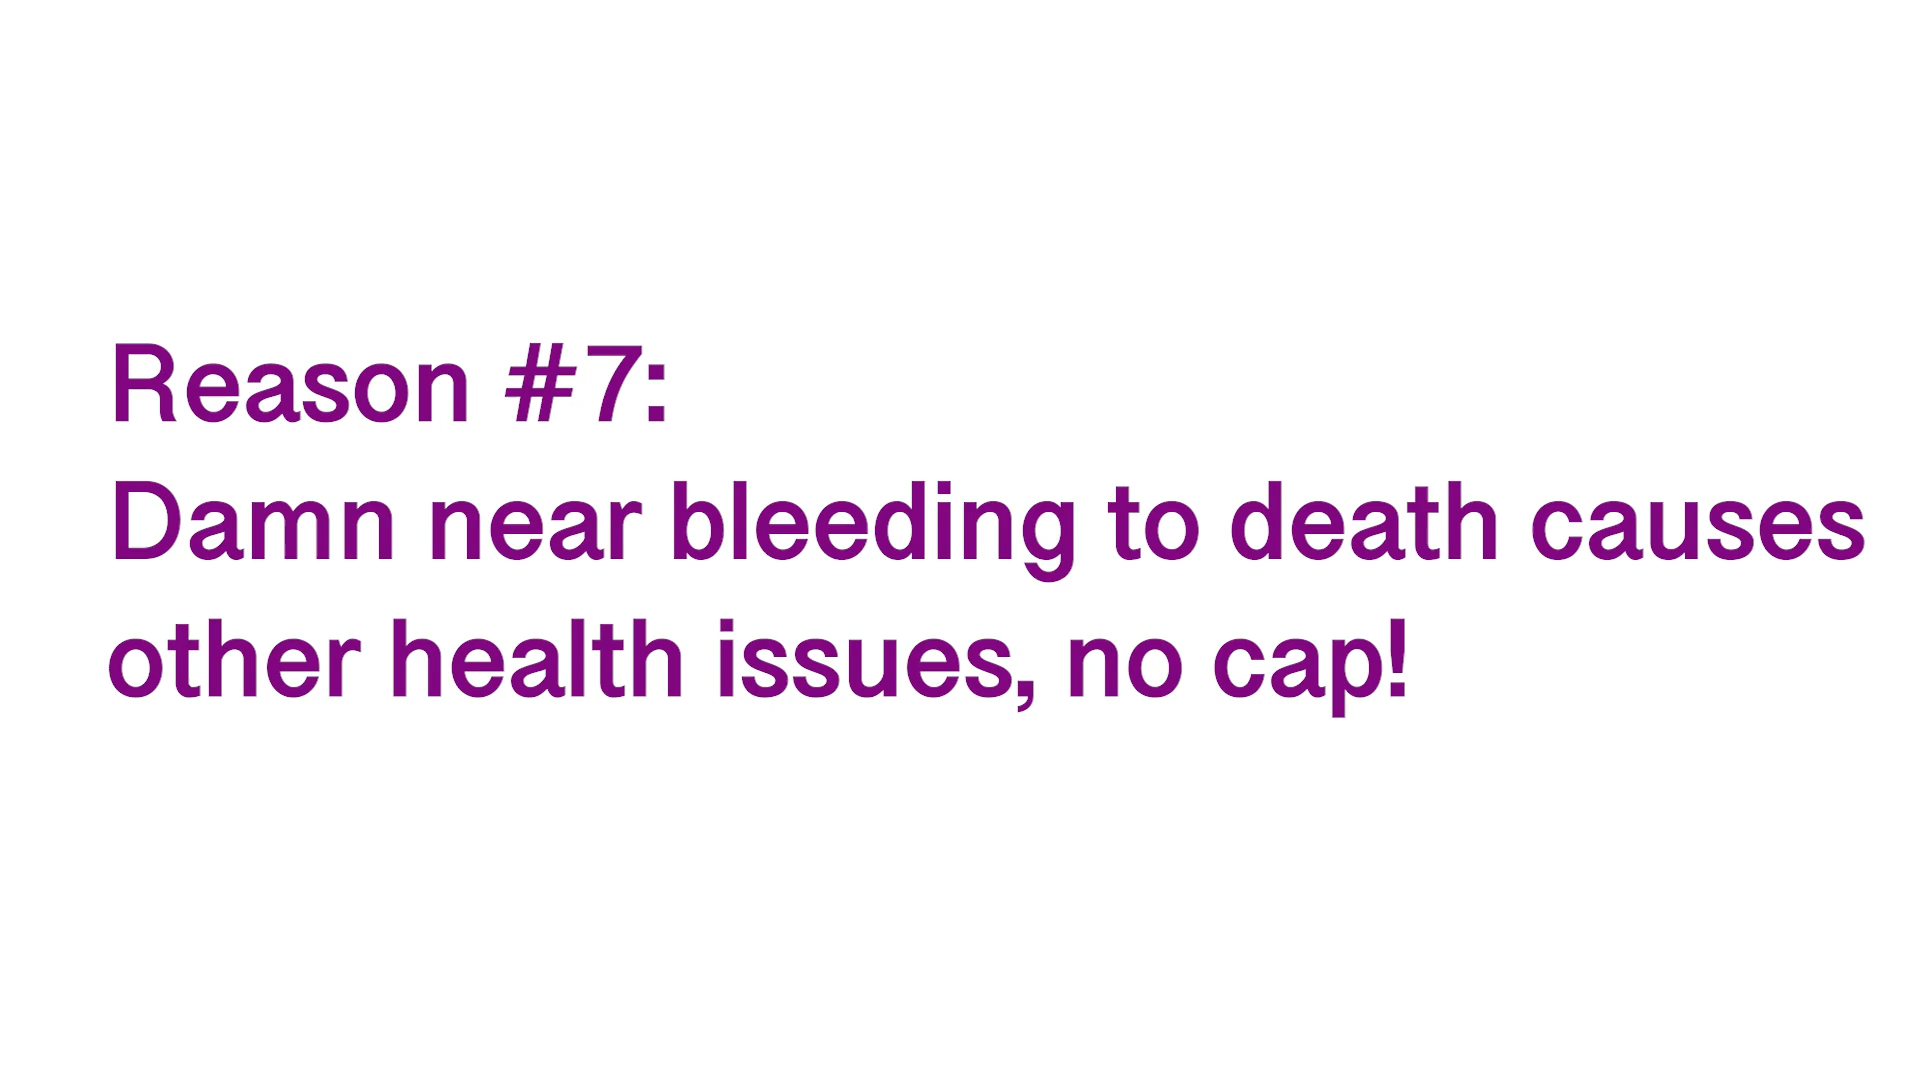 Reason #7:
Damn near bleeding to death causes
other health issues, no cap!